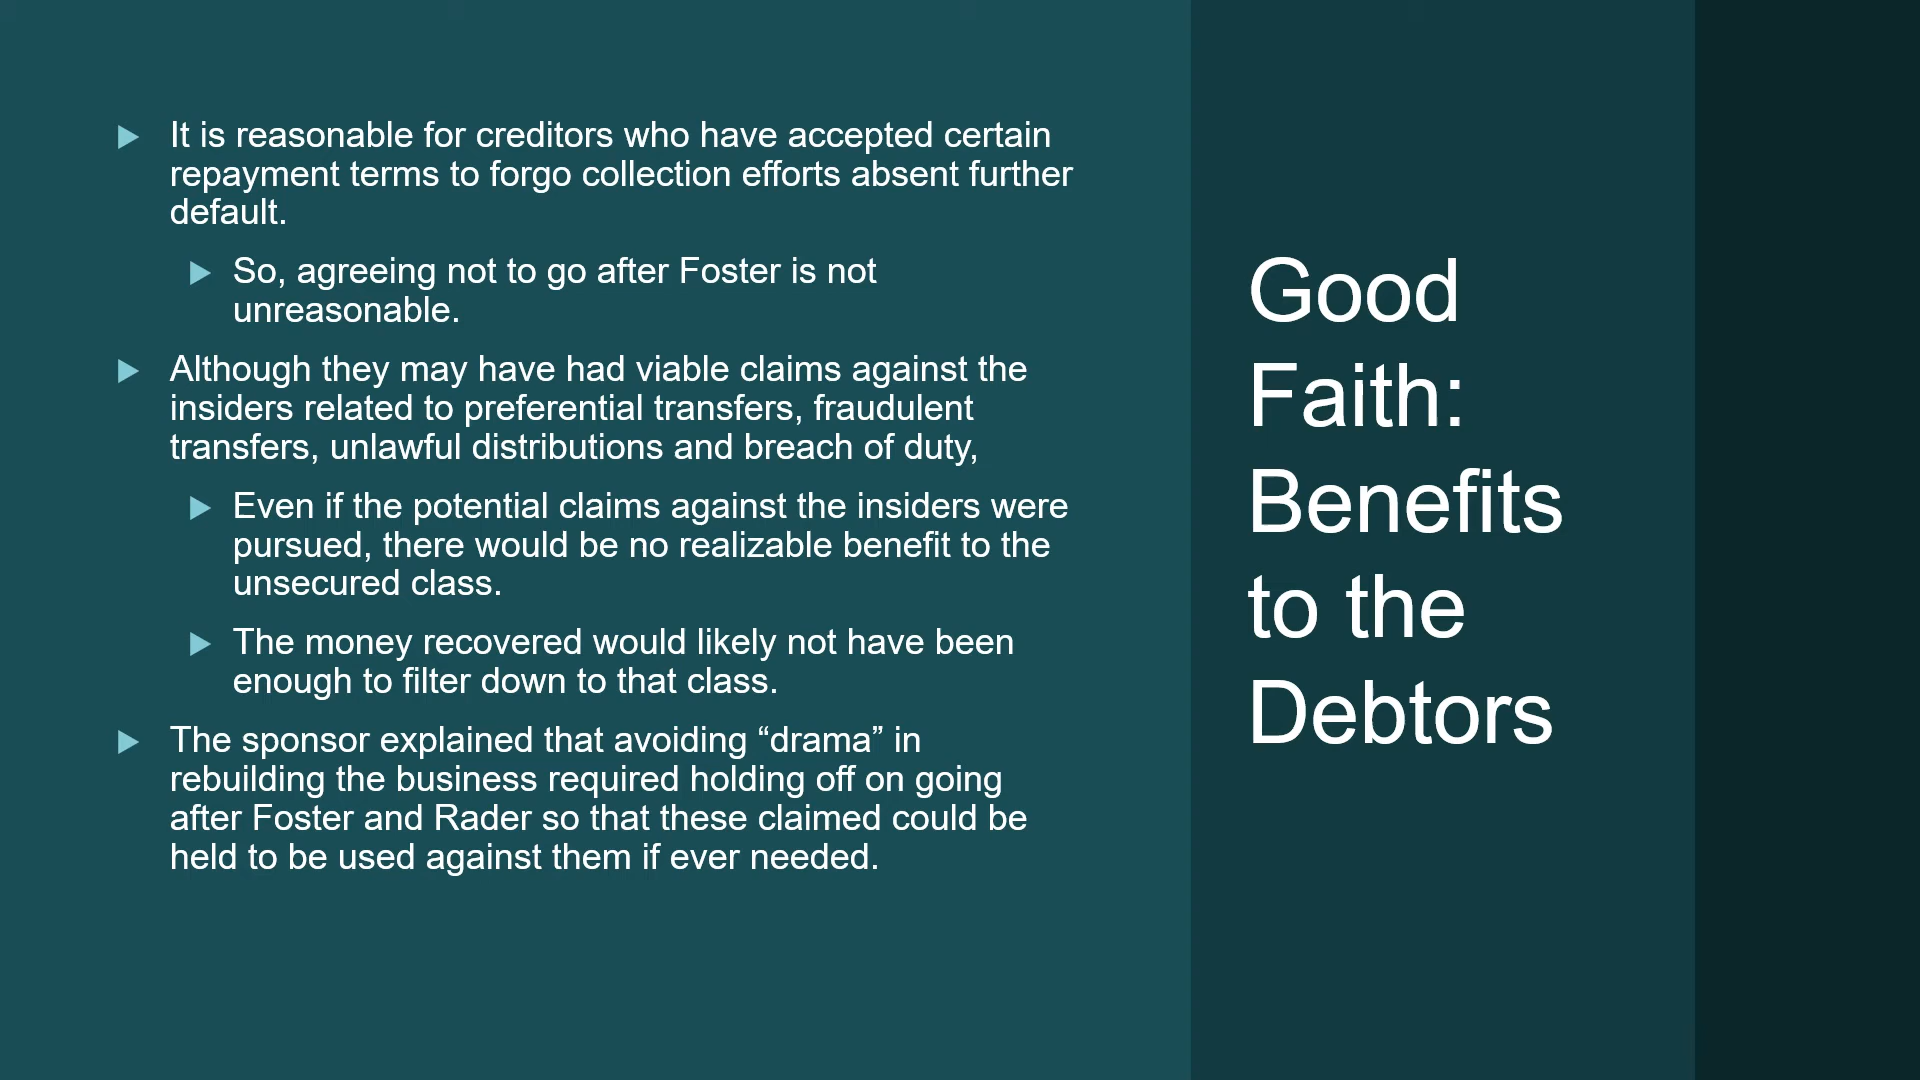 It is reasonable for creditors who have accepted certain
repayment terms to forgo collection efforts absent further
default.
So, agreeing not to go after Foster is not
unreasonable.
Although they may have had viable claims against the
insiders related to preferential transfers, fraudulent
transfers, unlawful distributions and breach of duty,
Even if the potential claims against the insiders were
pursued, there would be no realizable benefit to the
unsecured class.
The money recovered would likely not have been
enough to filter down to that class.
The sponsor explained that avoiding “drama” in
rebuilding the business required holding off on going
after Foster and Rader so that these claimed could be
held to be used against them if ever needed.
Good
Faith:
Benefits
to the
Debtors